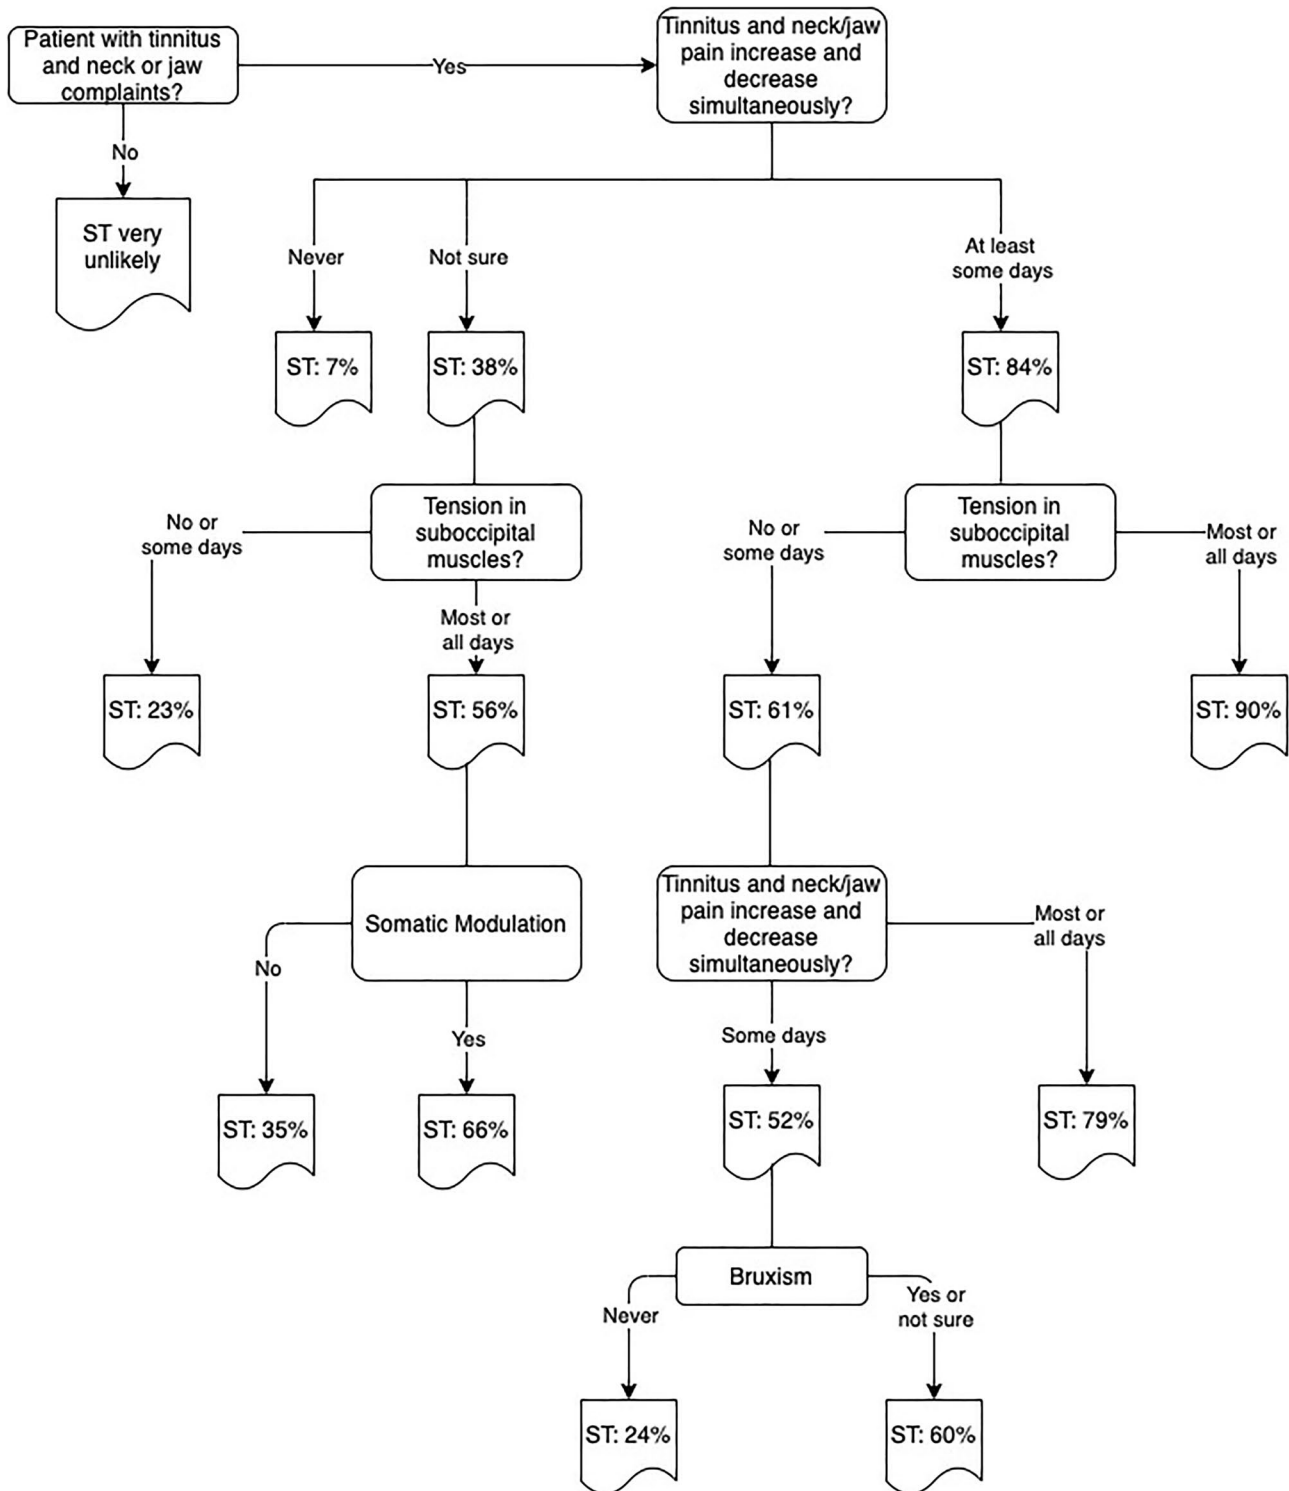 Patient with tinnitus
and neck or jaw
complaints?
Yes
Tinnitus and neck/jaw
pain increase and
decrease
simultaneously?
No
ST very
unlikely
Never
Not sure
At least
some days
ST: 7%
ST: 38%
ST: 84%
No or
some days
Tension in
suboccipital
muscles?
Most or
all days
No or
some days
Tension in
suboccipital
muscles?
Most or
all days
ST: 23%
ST: 56%
ST: 61%
ST: 90%
Somatic Modulation
No
Yes
Tinnitus and neck/jaw
pain increase and
decrease
simultaneously?
Most or
all days
Some days
ST: 35%
ST: 66%
ST: 52%
ST: 79%
Bruxism
Never
Yes or
not sure
ST: 24%
ST: 60%